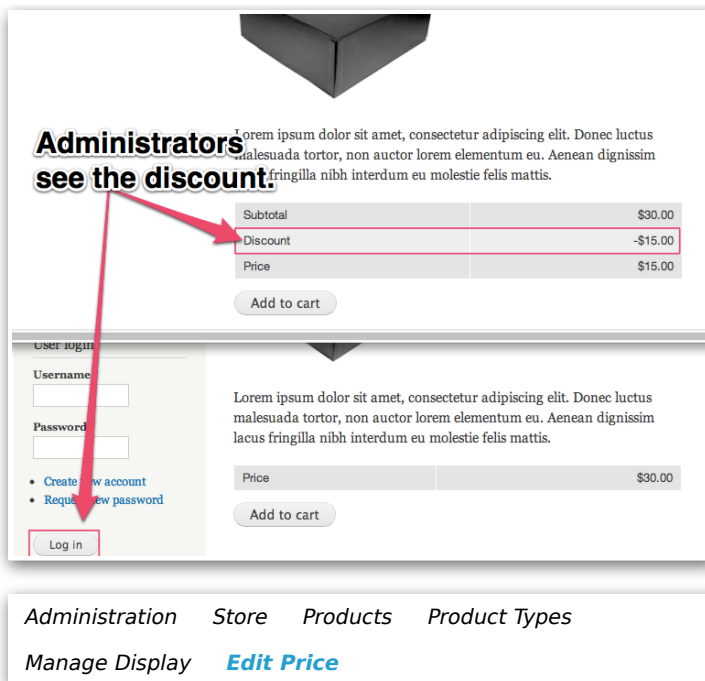 Administrators
see the discount.
Lorem ipsum dolor sit amet, consectetur adipiscing elit. Donec luctus
malesuada tortor, non auctor lorem elementum eu. Aenean dignissim
fringilla nibh interdum eu molestie felis mattis.
Subtotal $30.00
Discount -$15.00
Price $15.00
Add to cart
User login
Username
Password
Create new account
Request new password
Log in
Lorem ipsum dolor sit amet, consectetur adipiscing elit. Donec luctus
malesuada tortor, non auctor lorem elementum eu. Aenean dignissim
lacus fringilla nibh interdum eu molestie felis mattis.
Price $30.00
Add to cart
Administration Store Products Product Types
Manage Display Edit Price